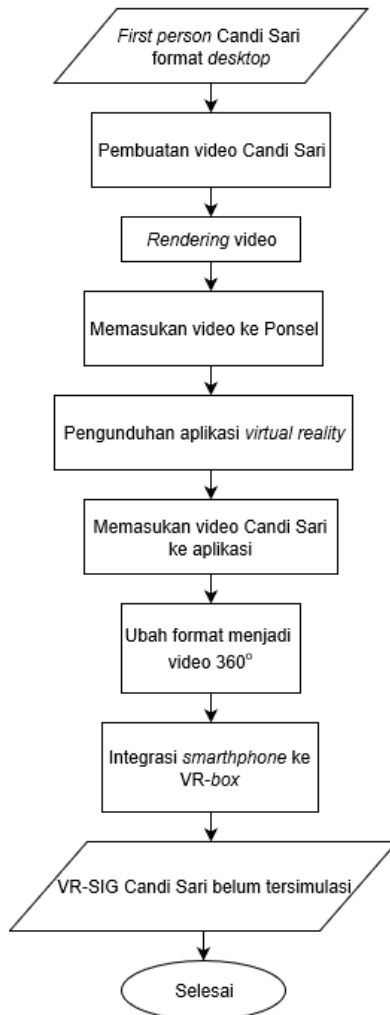 First person Candi Sari
format desktop
Pembuatan video Candi Sari
Rendering video
Memasukan video ke Ponsel
Pengunduhan aplikasi virtual reality
Memasukan video Candi Sari
ke aplikasi
Ubah format menjadi
video 360°
Integrasi smarthphone ke
VR-box
VR-SIG Candi Sari belum tersimulasi
Selesai